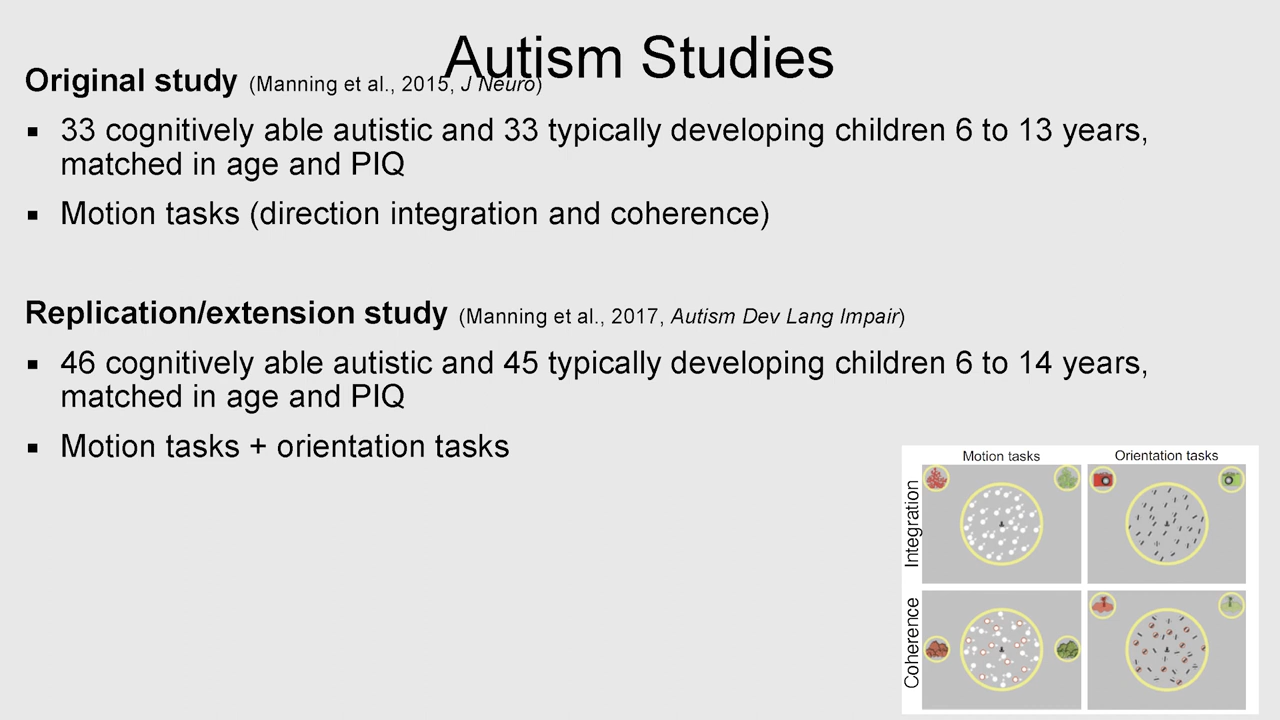 Autism Studies
Original study (Manning et al., 2015, J Neuro)
▪ 33 cognitively able autistic and 33 typically developing children 6 to 13 years,
matched in age and PIQ
▪ Motion tasks (direction integration and coherence)
Replication/extension study (Manning et al., 2017, Autism Dev Lang Impair)
▪ 46 cognitively able autistic and 45 typically developing children 6 to 14 years,
matched in age and PIQ
▪ Motion tasks + orientation tasks
Motion tasks
Orientation tasks
Integration
Coherence